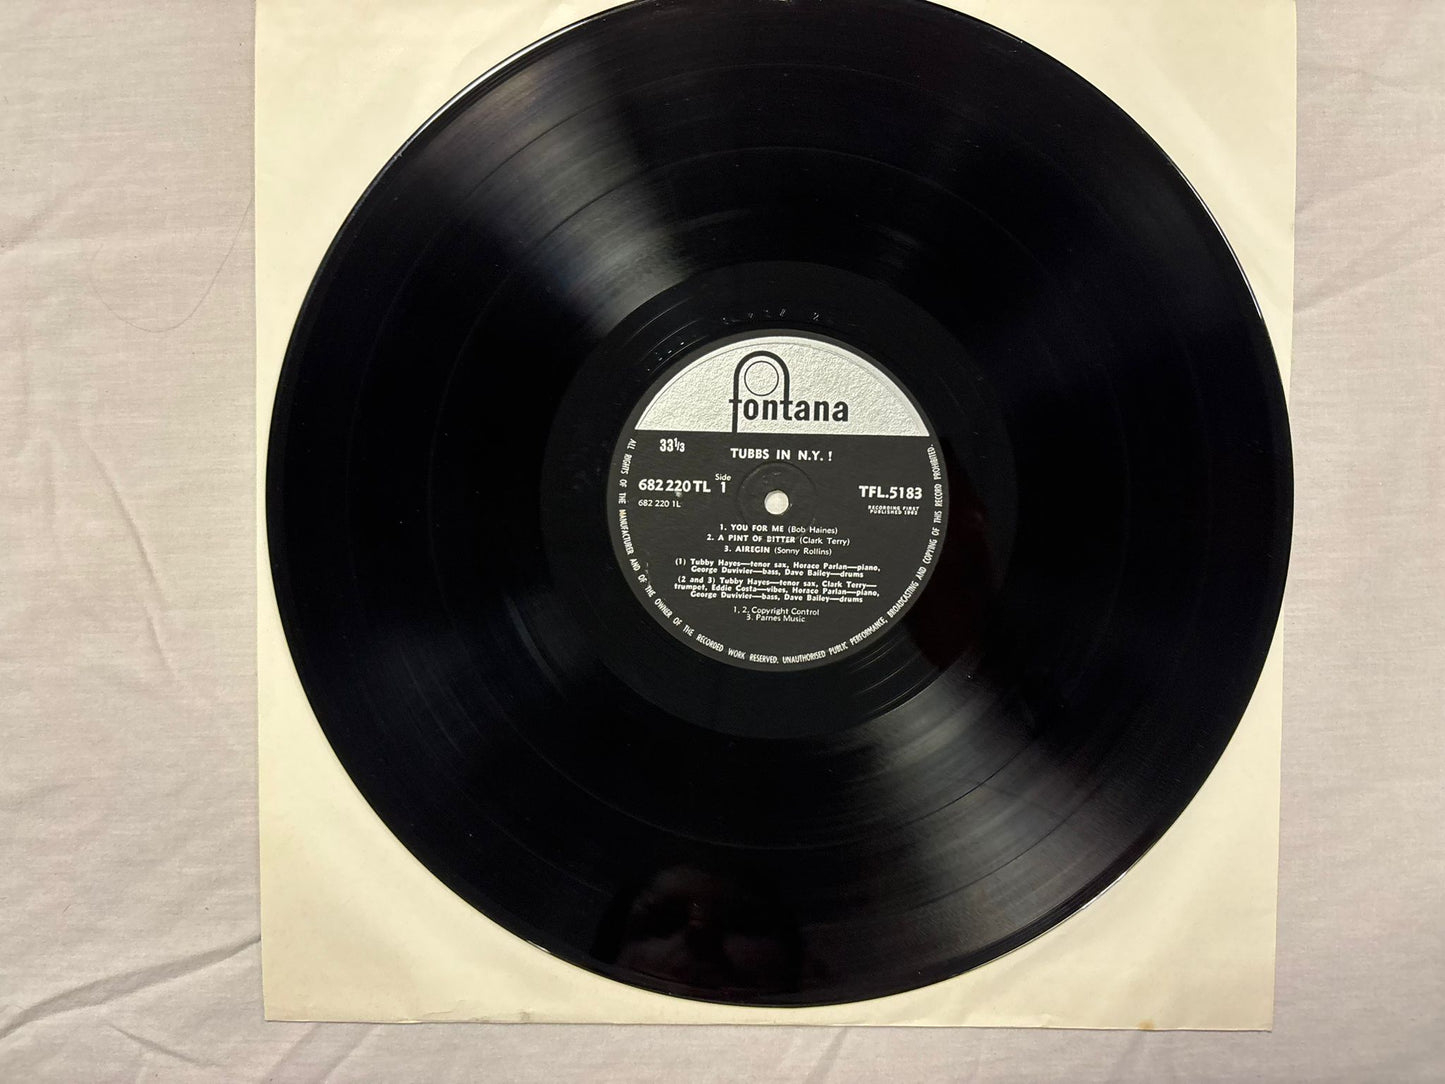 fontana
33⅓
TUBBS IN N.Y. !
682 220 TL Side 1
TFL.5183
682 220 1L
RECORDING FIRST
PUBLISHED 1962
1. YOU FOR ME (Bob Haines)
2. A PINT OF BITTER (Clark Terry)
3. AIREGIN (Sonny Rollins)
(1) Tubby Hayes—tenor sax, Horace Parlan—piano,
George Duvivier—bass, Dave Bailey—drums
(2 and 3) Tubby Hayes—tenor sax, Clark Terry—
trumpet, Eddie Costa—vibes, Horace Parlan—piano,
George Duvivier—bass, Dave Bailey—drums
1, 2. Copyright Control
3. Parnes Music
ALL RIGHTS OF THE MANUFACTURER AND OF THE OWNER OF THE RECORDED WORK RESERVED. UNAUTHORISED PUBLIC PERFORMANCE, BROADCASTING AND COPYING OF THIS RECORD PROHIBITED.